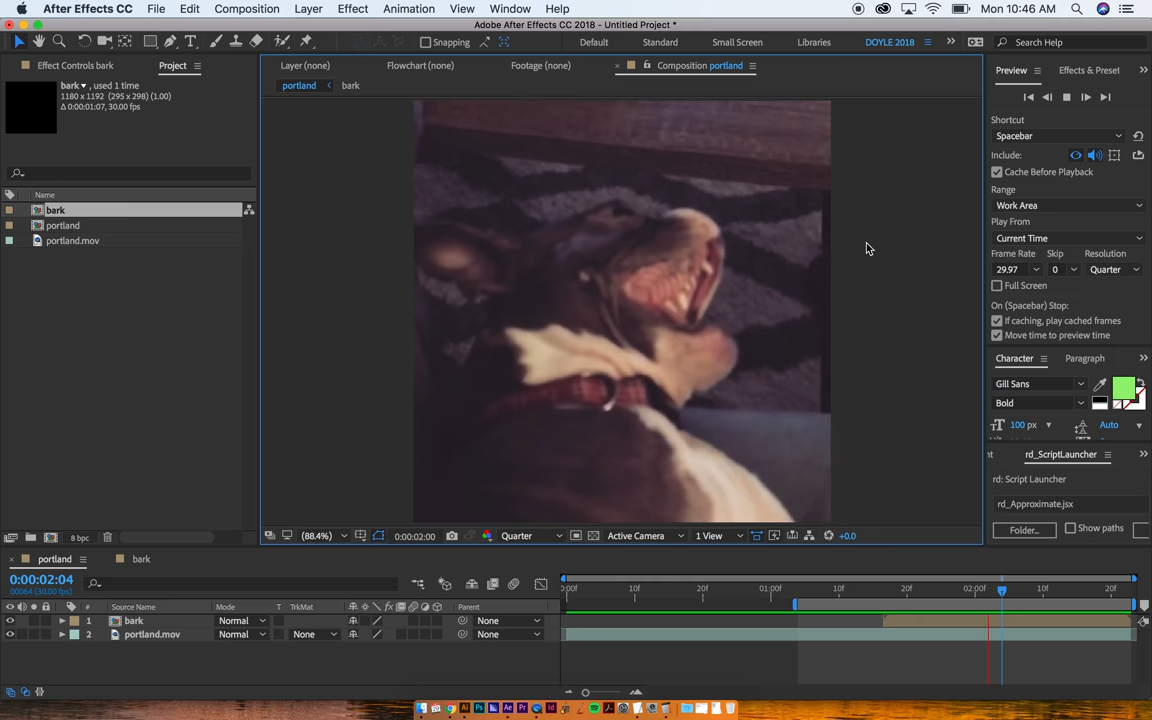 After Effects CC File Edit Composition Layer Effect Animation View Window Help Mon 10:46 AM
Adobe After Effects CC 2018 - Untitled Project *
Snapping Default Standard Small Screen Libraries DOYLE 2018 Search Help
Effect Controls bark Project Layer (none) Flowchart (none) Footage (none) Composition portland Preview Effects & Preset
bark , used 1 time
1180 x 1192 (295 x 298) (1.00)
Δ 0:00:01:07, 30.00 fps
portland bark
Shortcut
Spacebar
Include:
Cache Before Playback
Range
Work Area
Play From
Current Time
Frame Rate Skip Resolution
29.97 0 Quarter
Full Screen
On (Spacebar) Stop:
If caching, play cached frames
Move time to preview time
Name
bark
portland
portland.mov
Character Paragraph
Gill Sans
Bold
100 px Auto
rd_ScriptLauncher
rd: Script Launcher
rd_Approximate.jsx
Folder... Show paths
8 bpc (88.4%) 0:00:02:00 Quarter Active Camera 1 View +0.0
portland bark
0:00:02:04
00064 (30.00 fps)
0:00f 10f 20f 01:00f 10f 20f 02:00f 10f 20f
# Source Name Mode T TrkMat Parent
1 bark Normal None
2 portland.mov Normal None None